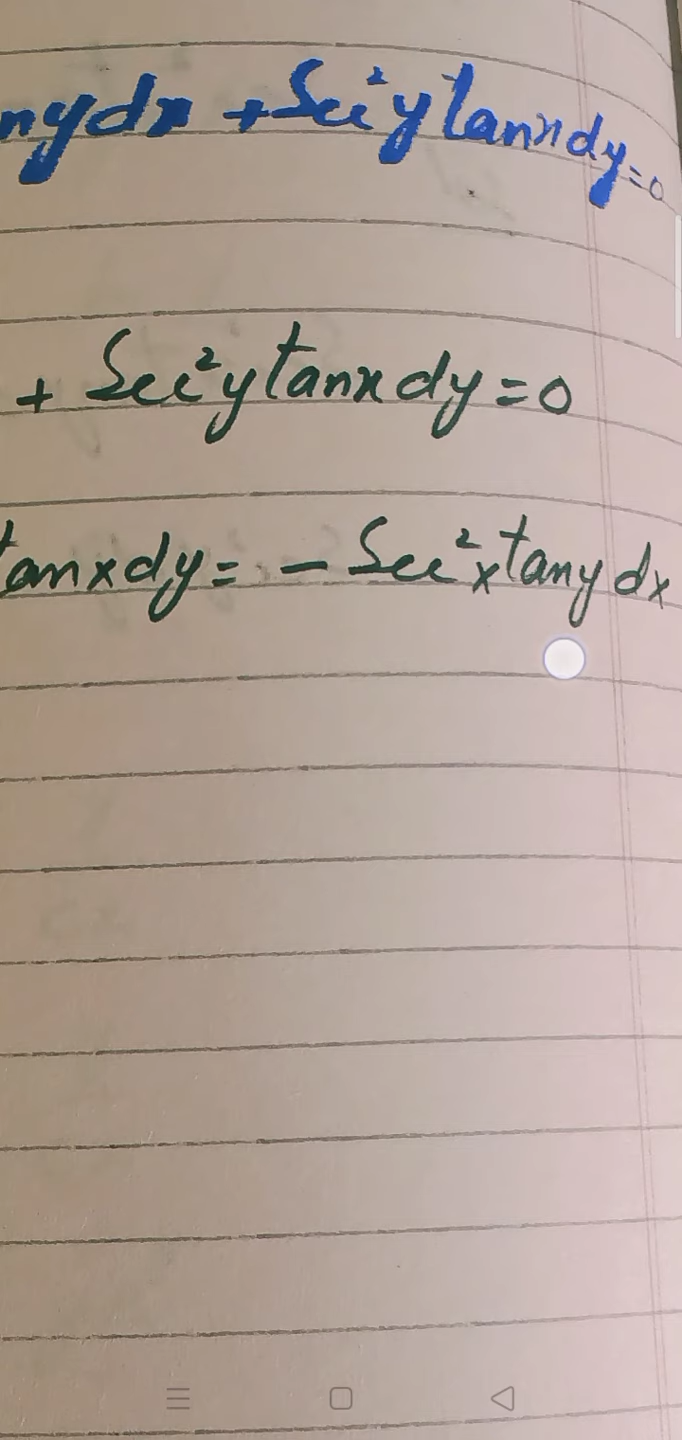 nydx + Sec²y tanx dy=0
+ Sec²y tanx dy=0
tanx dy= - Sec²x tany dx